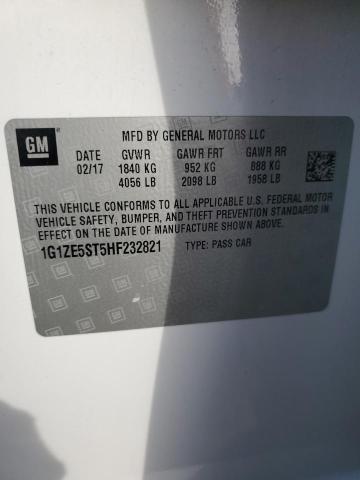 GM
MFD BY GENERAL MOTORS LLC
DATE GVWR GAWR FRT GAWR RR
02/17 1840 KG 952 KG 888 KG
4056 LB 2098 LB 1958 LB
THIS VEHICLE CONFORMS TO ALL APPLICABLE U.S. FEDERAL MOTOR
VEHICLE SAFETY, BUMPER, AND THEFT PREVENTION STANDARDS IN
EFFECT ON THE DATE OF MANUFACTURE SHOWN ABOVE.
1G1ZE5ST5HF232821 TYPE: PASS CAR